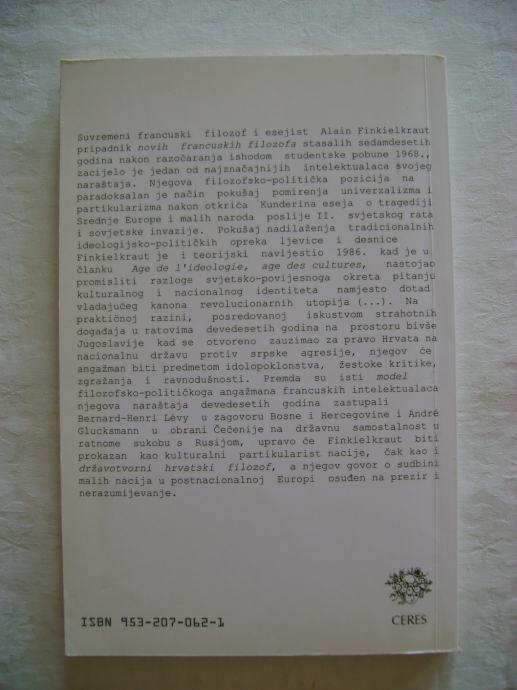 Suvremeni francuski filozof i esejist Alain Finkielkraut
pripadnik novih francuskih filozofa stasalih sedamdesetih
godina nakon razočaranja ishodom studentske pobune 1968.,
zacijelo je jedan od najznačajnijih intelektualaca svojeg
naraštaja. Njegova filozofsko-politička pozicija na
paradoksalan je način pokušaj pomirenja univerzalizma i
partikularizma nakon otkrića Kunderina eseja o tragediji
Srednje Europe i malih naroda poslije II. svjetskog rata
i sovjetske invazije. Pokušaj nadilaženja tradicionalnih
ideologijsko-političkih opreka ljevice i desnice
Finkielkraut je i teorijski navijestio 1986. kad je u
članku Age de l'ideologie, age des cultures, nastojao
promisliti razloge svjetsko-povijesnoga okreta pitanju
kulturalnog i nacionalnog identiteta namjesto dotad
vladajućeg kanona revolucionarnih utopija (...). Na
praktičnoj razini, posredovanoj iskustvom strahotnih
događaja u ratovima devedesetih godina na prostoru bivše
Jugoslavije kad se otvoreno zauzimao za pravo Hrvata na
nacionalnu državu protiv srpske agresije, njegov će
angažman biti predmetom idolopoklonstva, žestoke kritike,
zgražanja i ravnodušnosti. Premda su isti model
filozofsko-političkoga angažmana francuskih intelektualaca
njegova naraštaja devedesetih godina zastupali i
Bernard-Henri Lévy u zagovoru Bosne i Hercegovine i André
Glucksmann u obrani Čečenije na državnu samostalnost u
ratnome sukobu s Rusijom, upravo će Finkielkraut biti
prokazan kao kulturalni partikularist nacije, čak kao i
državotvorni hrvatski filozof, a njegov govor o sudbini
malih nacija u postnacionalnoj Europi osuđen na prezir i
nerazumijevanje.
ISBN 953-207-062-1
CERES